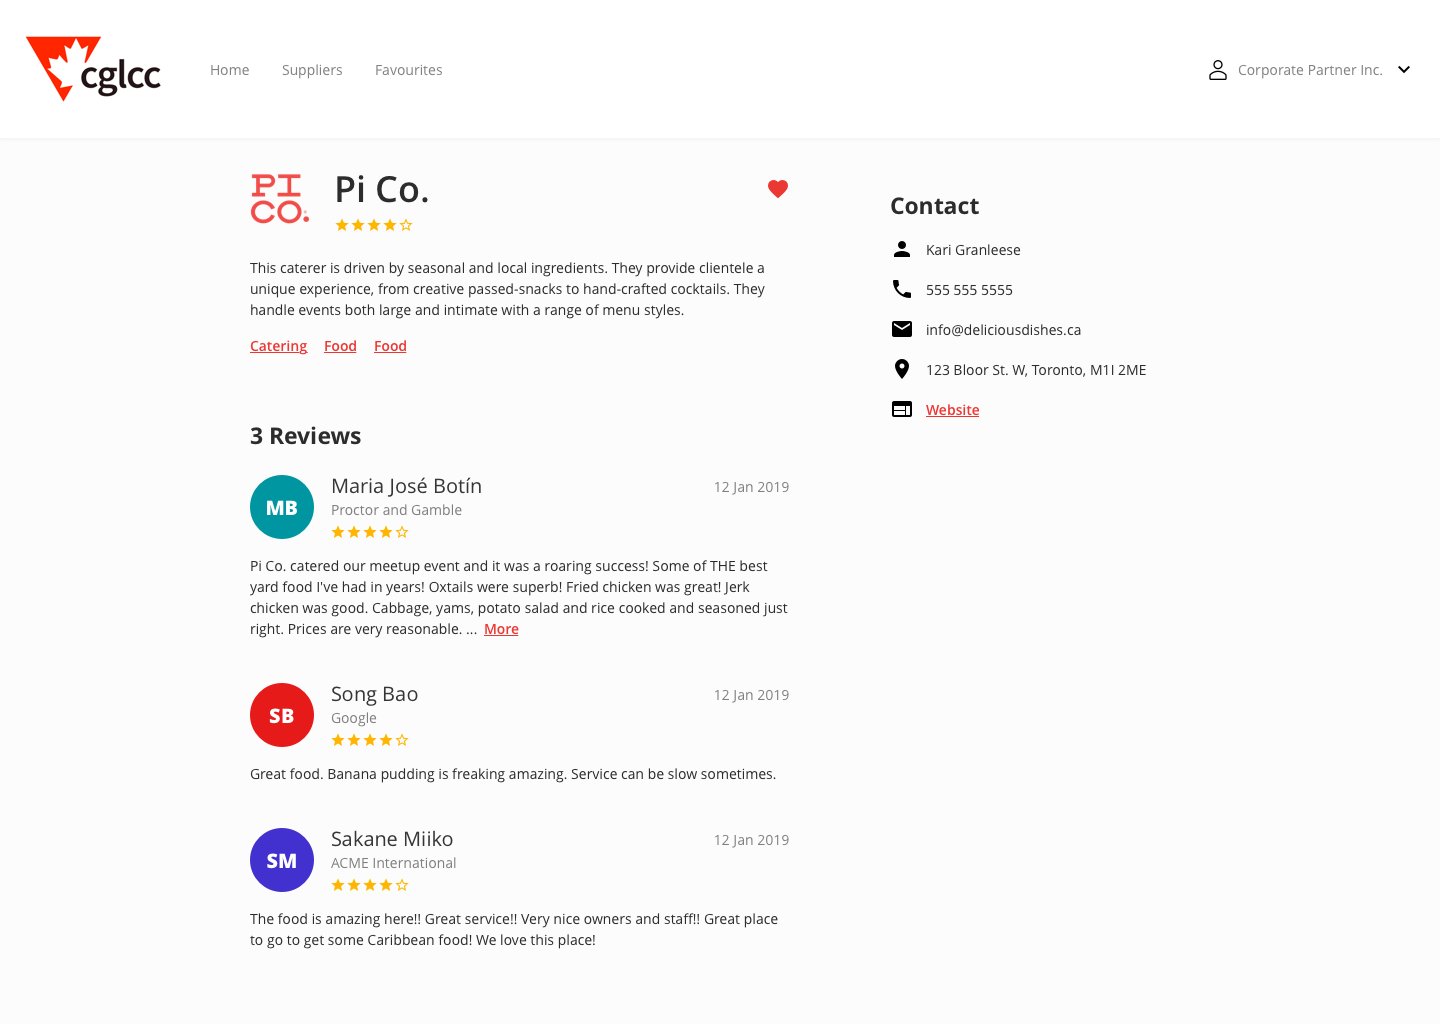 cglcc
Home Suppliers Favourites
Corporate Partner Inc.
PI
CO.
Pi Co.
This caterer is driven by seasonal and local ingredients. They provide clientele a
unique experience, from creative passed-snacks to hand-crafted cocktails. They
handle events both large and intimate with a range of menu styles.
Catering Food Food
3 Reviews
MB
Maria José Botín
12 Jan 2019
Proctor and Gamble
Pi Co. catered our meetup event and it was a roaring success! Some of THE best
yard food I've had in years! Oxtails were superb! Fried chicken was great! Jerk
chicken was good. Cabbage, yams, potato salad and rice cooked and seasoned just
right. Prices are very reasonable. ... More
SB
Song Bao
12 Jan 2019
Google
Great food. Banana pudding is freaking amazing. Service can be slow sometimes.
SM
Sakane Miiko
12 Jan 2019
ACME International
The food is amazing here!! Great service!! Very nice owners and staff!! Great place
to go to get some Caribbean food! We love this place!
Contact
Kari Granleese
555 555 5555
info@deliciousdishes.ca
123 Bloor St. W, Toronto, M1I 2ME
Website